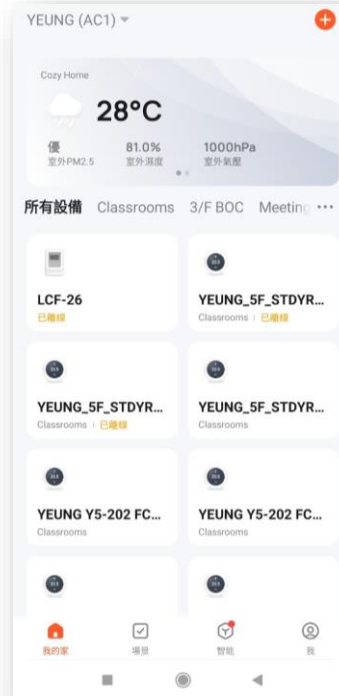 YEUNG (AC1)
Cozy Home
28°C
優 81.0% 1000hPa
室外PM2.5 室外濕度 室外氣壓
所有設備 Classrooms 3/F BOC Meeting ...
LCF-26
已離線
YEUNG_5F_STDYR...
Classrooms | 已離線
YEUNG_5F_STDYR...
Classrooms | 已離線
YEUNG_5F_STDYR...
Classrooms
YEUNG Y5-202 FC...
Classrooms
YEUNG Y5-202 FC...
Classrooms
我的家 場景 智能 我